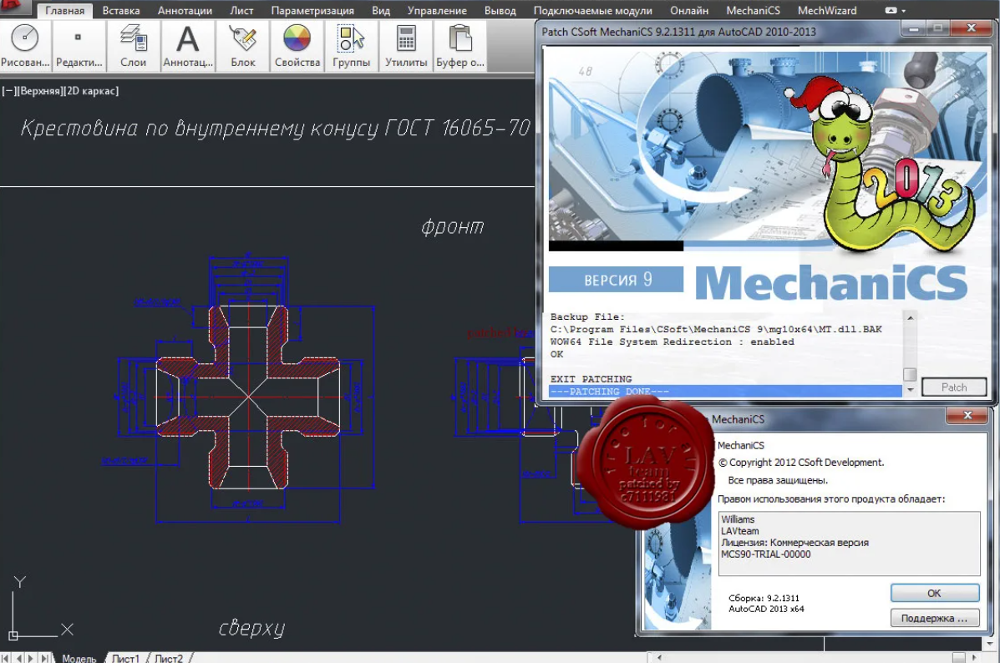 Главная Вставка Аннотации Лист Параметризация Вид Управление Вывод Подключаемые модули Онлайн MechaniCS MechWizard
Рисован... Редакти... Слои Аннотац... Блок Свойства Группы Утилиты Буфер о...
[−][Верхняя][2D каркас]
Крестовина по внутреннему конусу ГОСТ 16065-70
фронт
сверху
Y
X
Модель Лист1 Лист2
Patch CSoft MechaniCS 9.2.1311 для AutoCAD 2010-2013
48
2013
ВЕРСИЯ 9 MechaniCS
Backup File:
C:\Program Files\CSoft\MechaniCS 9\mg10x64\MT.dll.BAK
WOW64 File System Redirection : enabled
OK
EXIT PATCHING
---PATCHING DONE---
Patch
free for all
LAV
team
patched by
c7111981
MechaniCS
MechaniCS
© Copyright 2012 CSoft Development.
Все права защищены.
Правом использования этого продукта обладает:
Williams
LAVteam
Лицензия: Коммерческая версия
MCS90-TRIAL-00000
Сборка: 9.2.1311
AutoCAD 2013 x64
OK
Поддержка ...